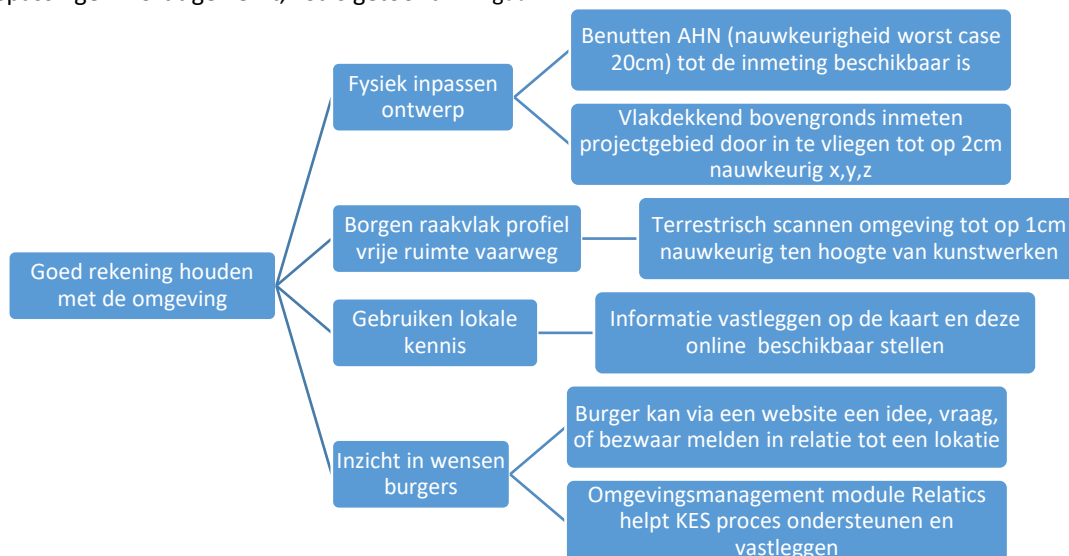 Goed rekening houden
met de omgeving
Fysiek inpassen
ontwerp
Benutten AHN (nauwkeurigheid worst case
20cm) tot de inmeting beschikbaar is
Vlakdekkend bovengronds inmeten
projectgebied door in te vliegen tot op 2cm
nauwkeurig x,y,z
Borgen raakvlak profiel
vrije ruimte vaarweg
Terrestrisch scannen omgeving tot op 1cm
nauwkeurig ten hoogte van kunstwerken
Gebruiken lokale
kennis
Informatie vastleggen op de kaart en deze
online beschikbaar stellen
Inzicht in wensen
burgers
Burger kan via een website een idee, vraag,
of bezwaar melden in relatie tot een lokatie
Omgevingsmanagement module Relatics
helpt KES proces ondersteunen en
vastleggen